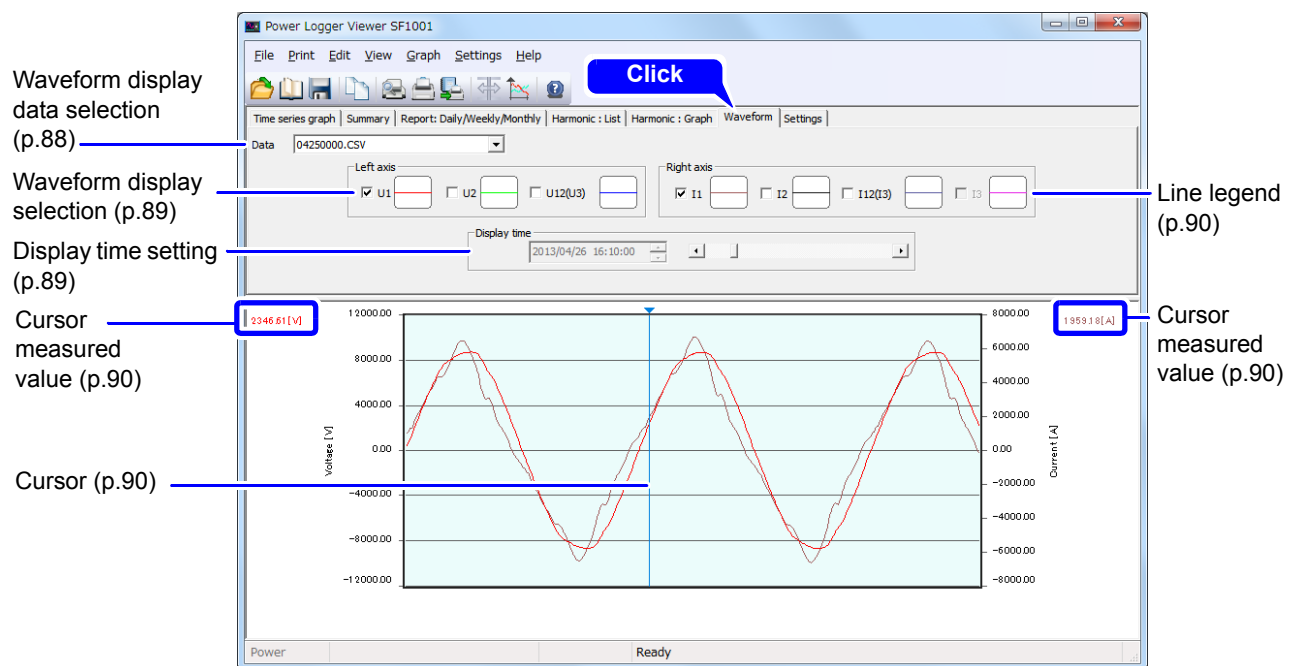 Power Logger Viewer SF1001
File Print Edit View Graph Settings Help
Click
Time series graph Summary Report: Daily/Weekly/Monthly Harmonic : List Harmonic : Graph Waveform Settings
Data 04250000.CSV
Left axis
U1 U2 U12(U3)
Right axis
I1 I2 I12(I3) I3
Display time
2013/04/26 16:10:00
Waveform display
data selection
(p.88)
Waveform display
selection (p.89)
Display time setting
(p.89)
Cursor
measured
value (p.90)
Cursor (p.90)
Line legend
(p.90)
Cursor
measured
value (p.90)
2346.61[V]
1959.18[A]
12000.00
8000.00
4000.00
0.00
-4000.00
-8000.00
-12000.00
Voltage [V]
8000.00
6000.00
4000.00
2000.00
0.00
-2000.00
-4000.00
-6000.00
-8000.00
Current [A]
Power Ready